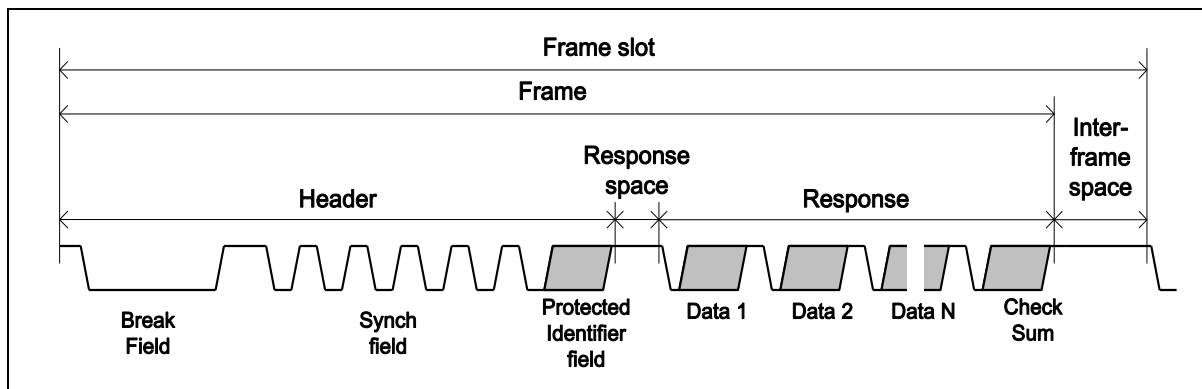 Frame slot
Frame
Inter-
frame
space
Response
space
Header
Response
Break
Field
Synch
field
Protected
Identifier
field
Data 1
Data 2
Data N
Check
Sum